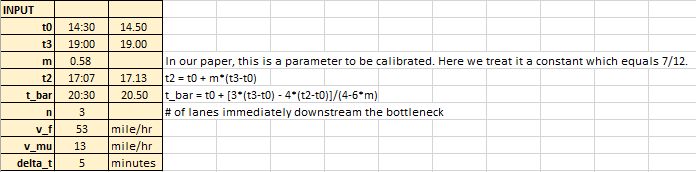 INPUT
t0 14:30 14.50
t3 19:00 19.00
m 0.58 In our paper, this is a parameter to be calibrated. Here we treat it a constant which equals 7/12.
t2 17:07 17.13 t2 = t0 + m*(t3-t0)
t_bar 20:30 20.50 t_bar = t0 + [3*(t3-t0) - 4*(t2-t0)]/(4-6*m)
n 3 # of lanes immediately downstream the bottleneck
v_f 53 mile/hr
v_mu 13 mile/hr
delta_t 5 minutes